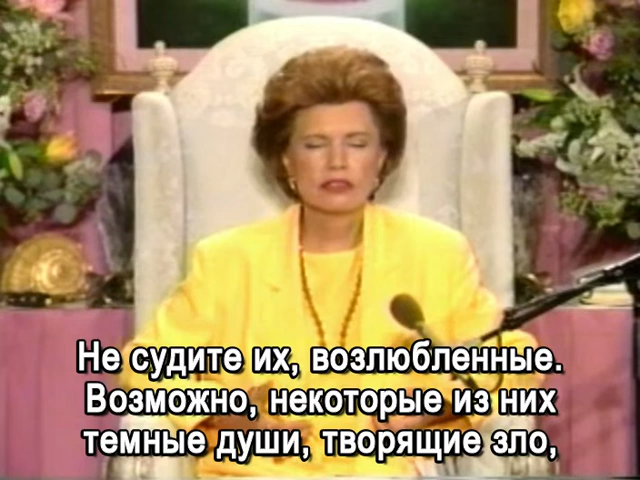 Не судите их, возлюбленные.
Возможно, некоторые из них
темные души, творящие зло,